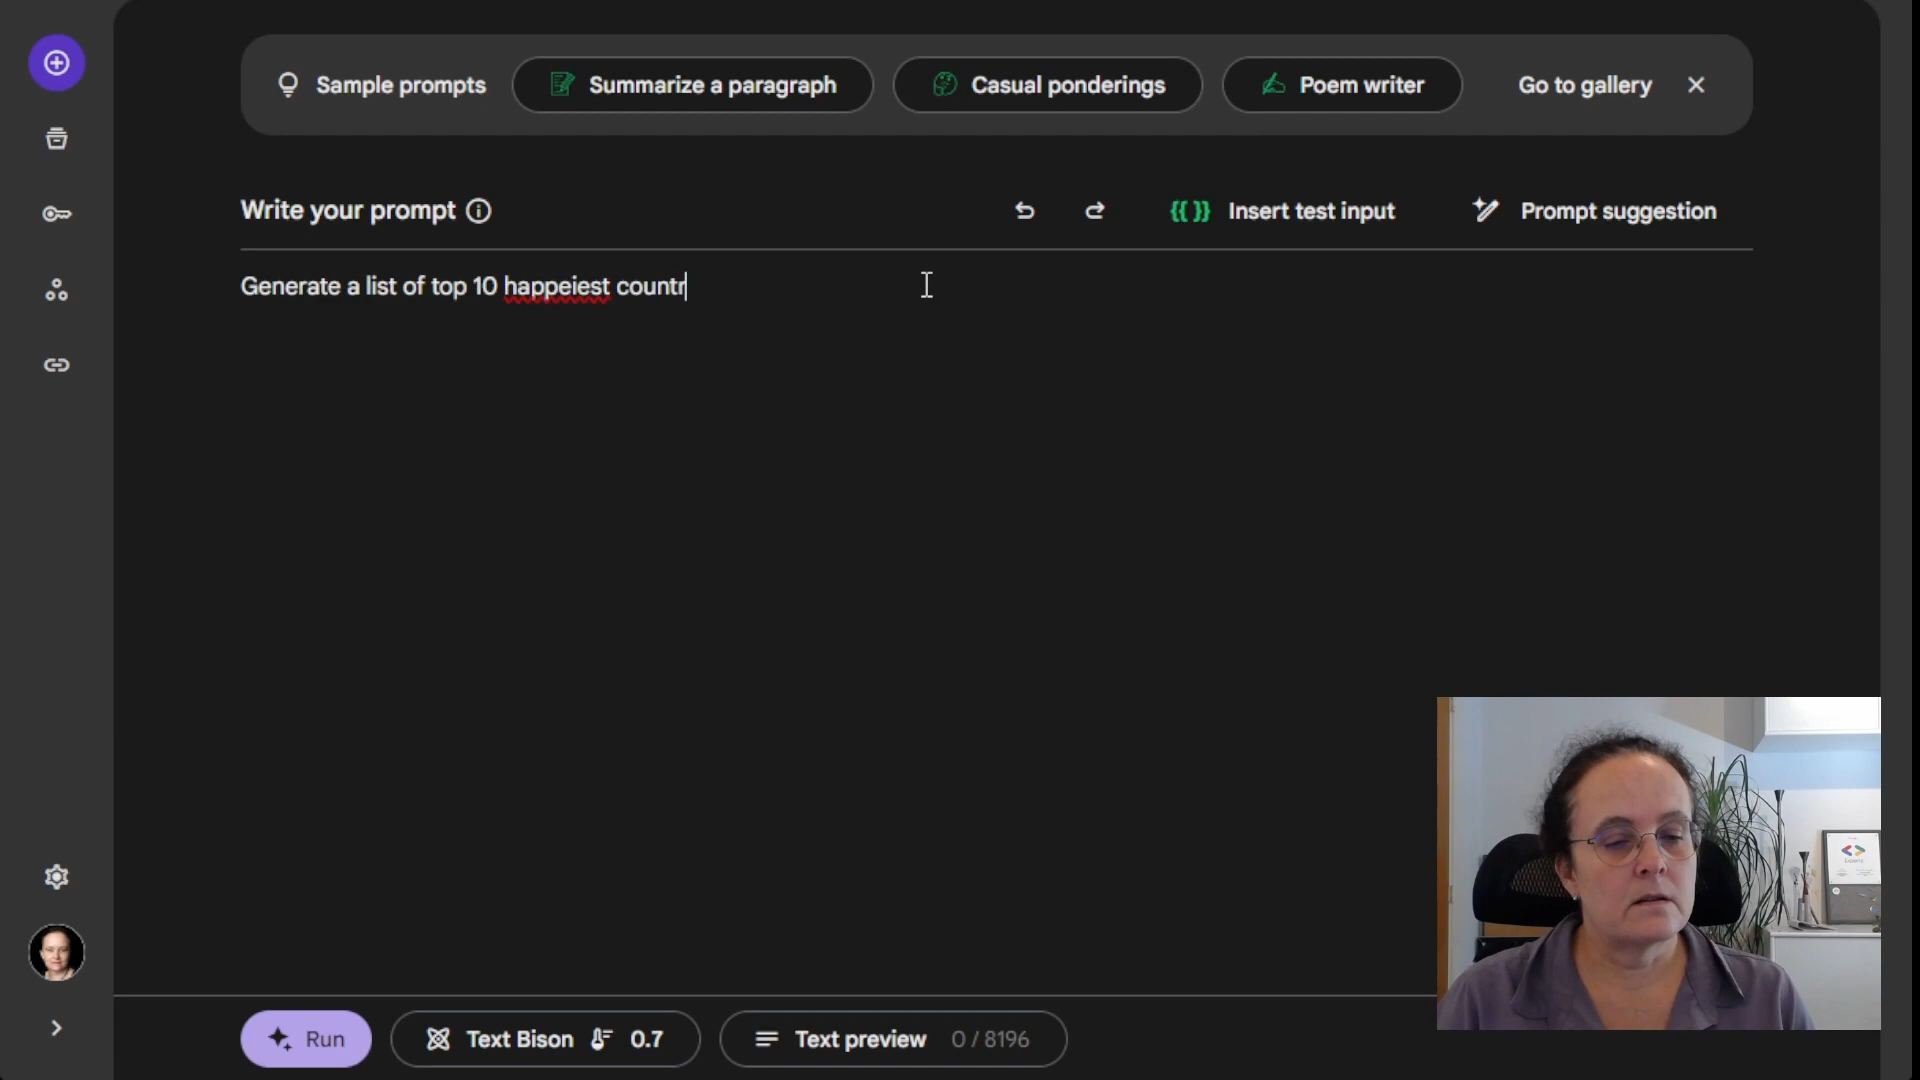 Sample prompts
Summarize a paragraph
Casual ponderings
Poem writer
Go to gallery
Write your prompt
{{ }} Insert test input
Prompt suggestion
Generate a list of top 10 happeiest countr
Run
Text Bison 0.7
Text preview 0 / 8196